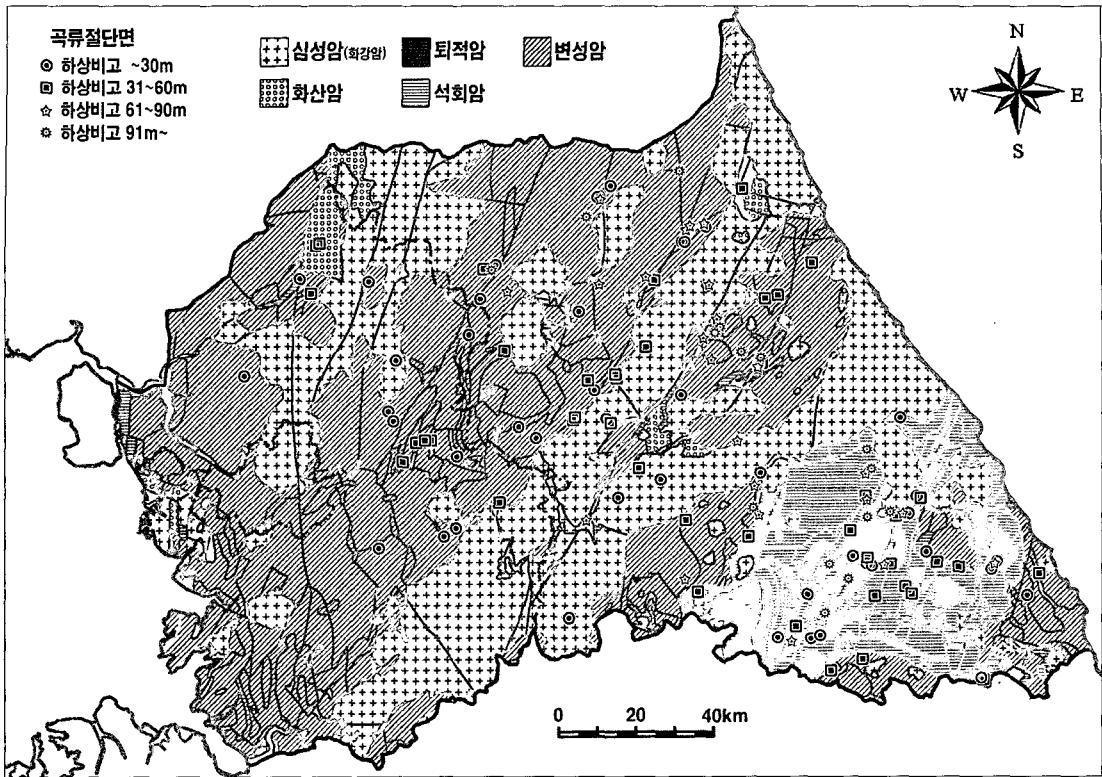 곡류절단면
하상비고 ~30m
하상비고 31~60m
하상비고 61~90m
하상비고 91m~
심성암(화강암) 퇴적암 변성암
화산암 석회암
N
W E
S
0 20 40km